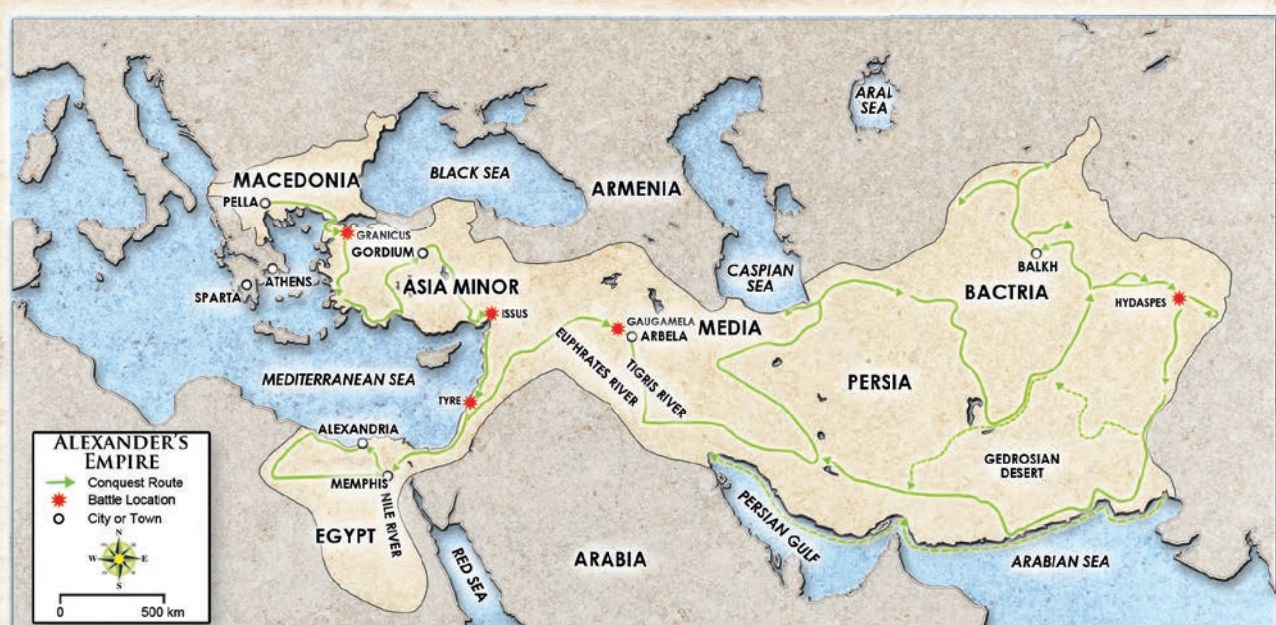 ARAL
SEA
BLACK SEA
MACEDONIA
ARMENIA
PELLA
GRANICUS
GORDIUM
BALKH
CASPIAN
SEA
ATHENS
ASIA MINOR
BACTRIA
SPARTA
HYDASPES
ISSUS
GAUGAMELA
MEDIA
ARBELA
EUPHRATES RIVER
TIGRIS RIVER
MEDITERRANEAN SEA
PERSIA
TYRE
ALEXANDRIA
MEMPHIS
NILE RIVER
GEDROSIAN
DESERT
EGYPT
PERSIAN GULF
RED SEA
ARABIA
ARABIAN SEA
ALEXANDER'S
EMPIRE
Conquest Route
Battle Location
City or Town
N
W E
S
0 500 km